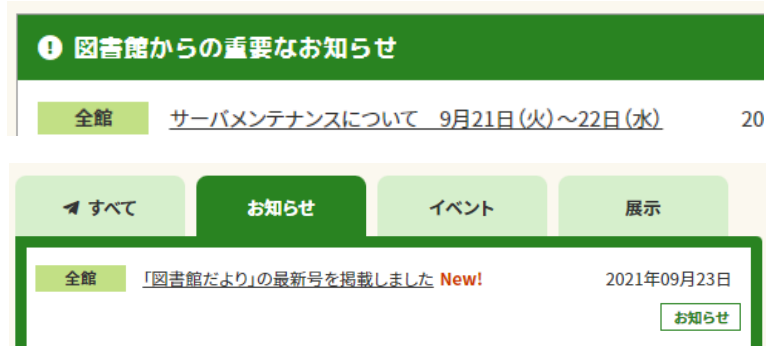 図書館からの重要なお知らせ
全館 サーバメンテナンスについて 9月21日(火)～22日(水) 20
すべて お知らせ イベント 展示
全館 「図書館だより」の最新号を掲載しました New! 2021年09月23日
お知らせ